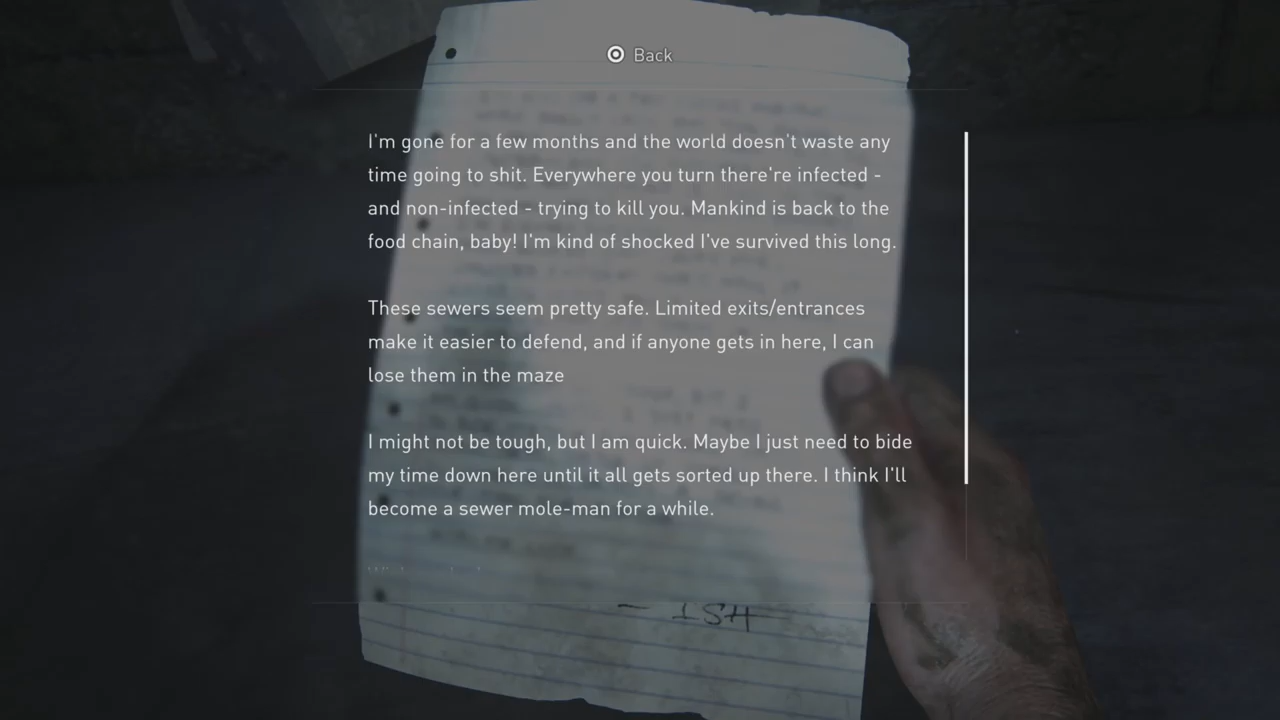 Back
I'm gone for a few months and the world doesn't waste any
time going to shit. Everywhere you turn there're infected -
and non-infected - trying to kill you. Mankind is back to the
food chain, baby! I'm kind of shocked I've survived this long.
These sewers seem pretty safe. Limited exits/entrances
make it easier to defend, and if anyone gets in here, I can
lose them in the maze
I might not be tough, but I am quick. Maybe I just need to bide
my time down here until it all gets sorted up there. I think I'll
become a sewer mole-man for a while.
- ISH